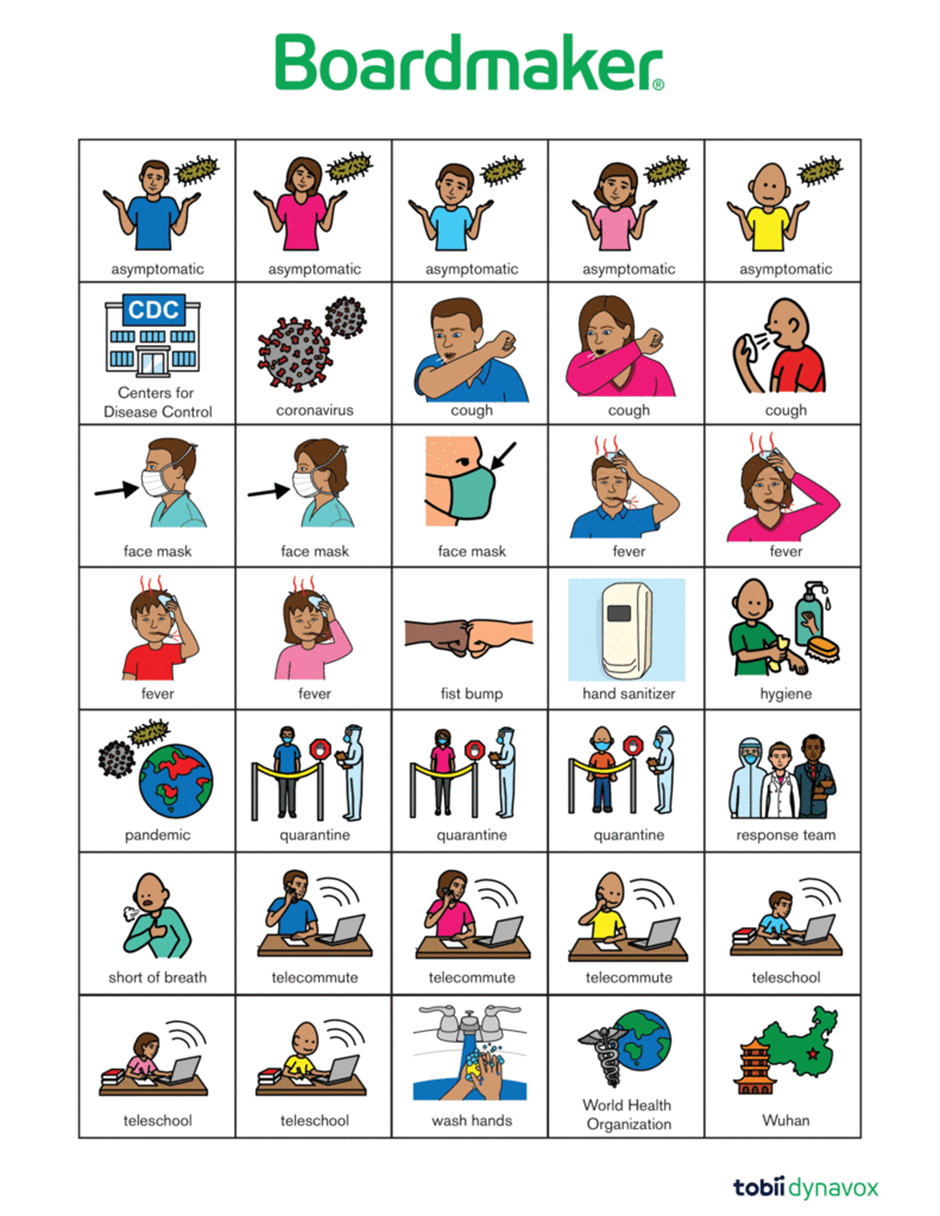 Boardmaker®
asymptomatic
asymptomatic
asymptomatic
asymptomatic
asymptomatic
CDC
Centers for
Disease Control
coronavirus
cough
cough
cough
face mask
face mask
face mask
fever
fever
fever
fever
fist bump
hand sanitizer
hygiene
pandemic
quarantine
quarantine
quarantine
response team
short of breath
telecommute
telecommute
telecommute
teleschool
teleschool
teleschool
wash hands
World Health
Organization
Wuhan
tobii dynavox